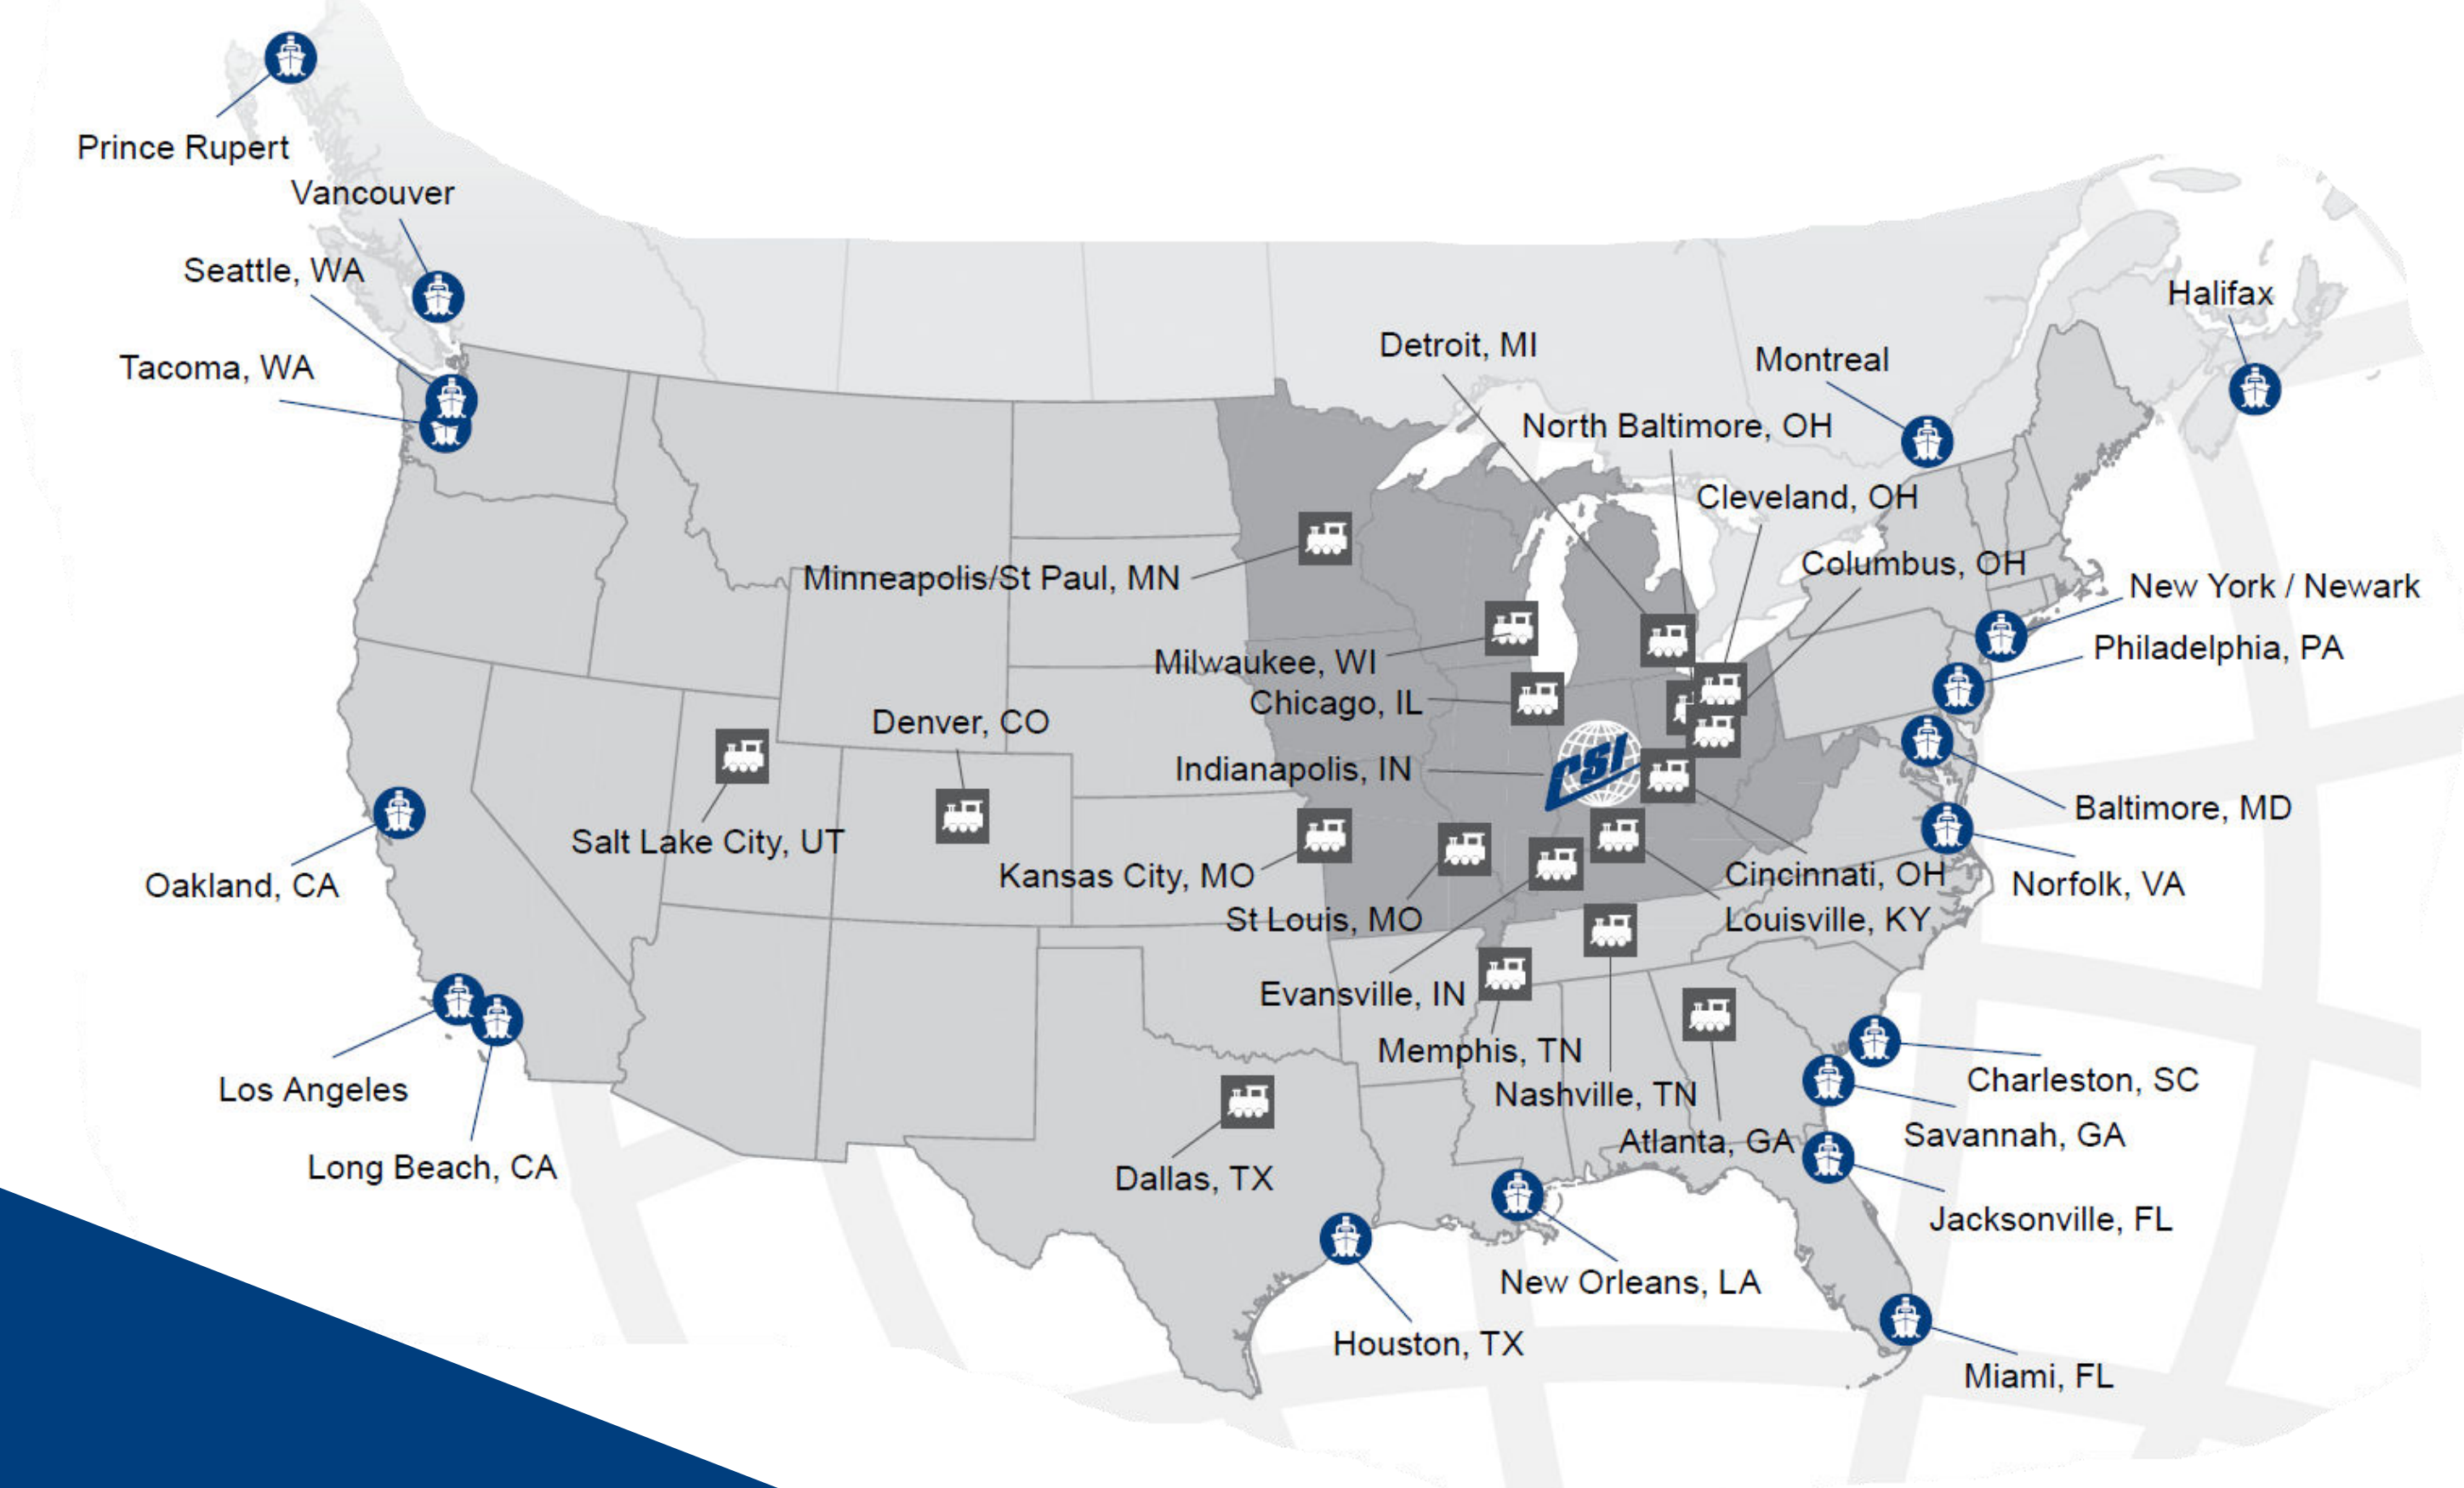 Prince Rupert
Vancouver
Seattle, WA
Halifax
Detroit, MI
Montreal
Tacoma, WA
North Baltimore, OH
Cleveland, OH
Columbus, OH
Minneapolis/St Paul, MN
New York / Newark
Philadelphia, PA
Milwaukee, WI
Chicago, IL
Denver, CO
Indianapolis, IN
CSI
Baltimore, MD
Salt Lake City, UT
Kansas City, MO
Cincinnati, OH
Oakland, CA
Norfolk, VA
St Louis, MO
Louisville, KY
Evansville, IN
Memphis, TN
Charleston, SC
Los Angeles
Nashville, TN
Savannah, GA
Atlanta, GA
Long Beach, CA
Dallas, TX
Jacksonville, FL
New Orleans, LA
Houston, TX
Miami, FL